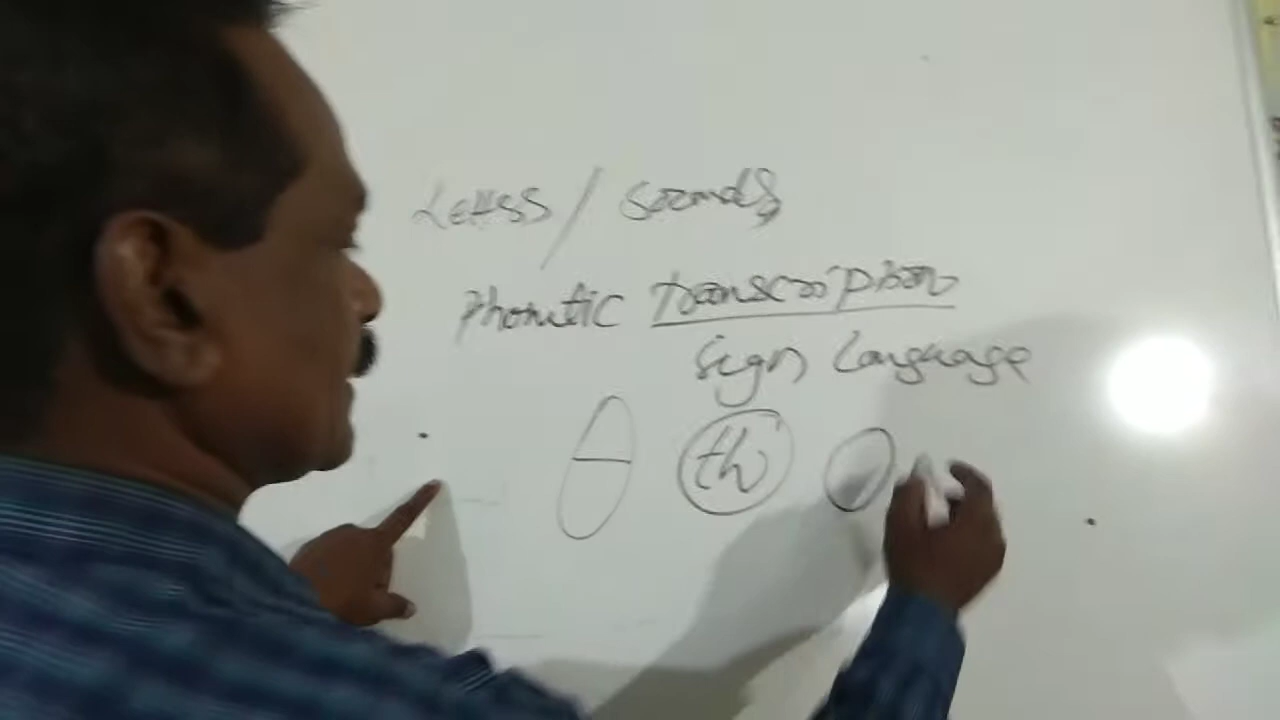 Letters / Sounds
Phonetic transcription
Sign Language
θ th